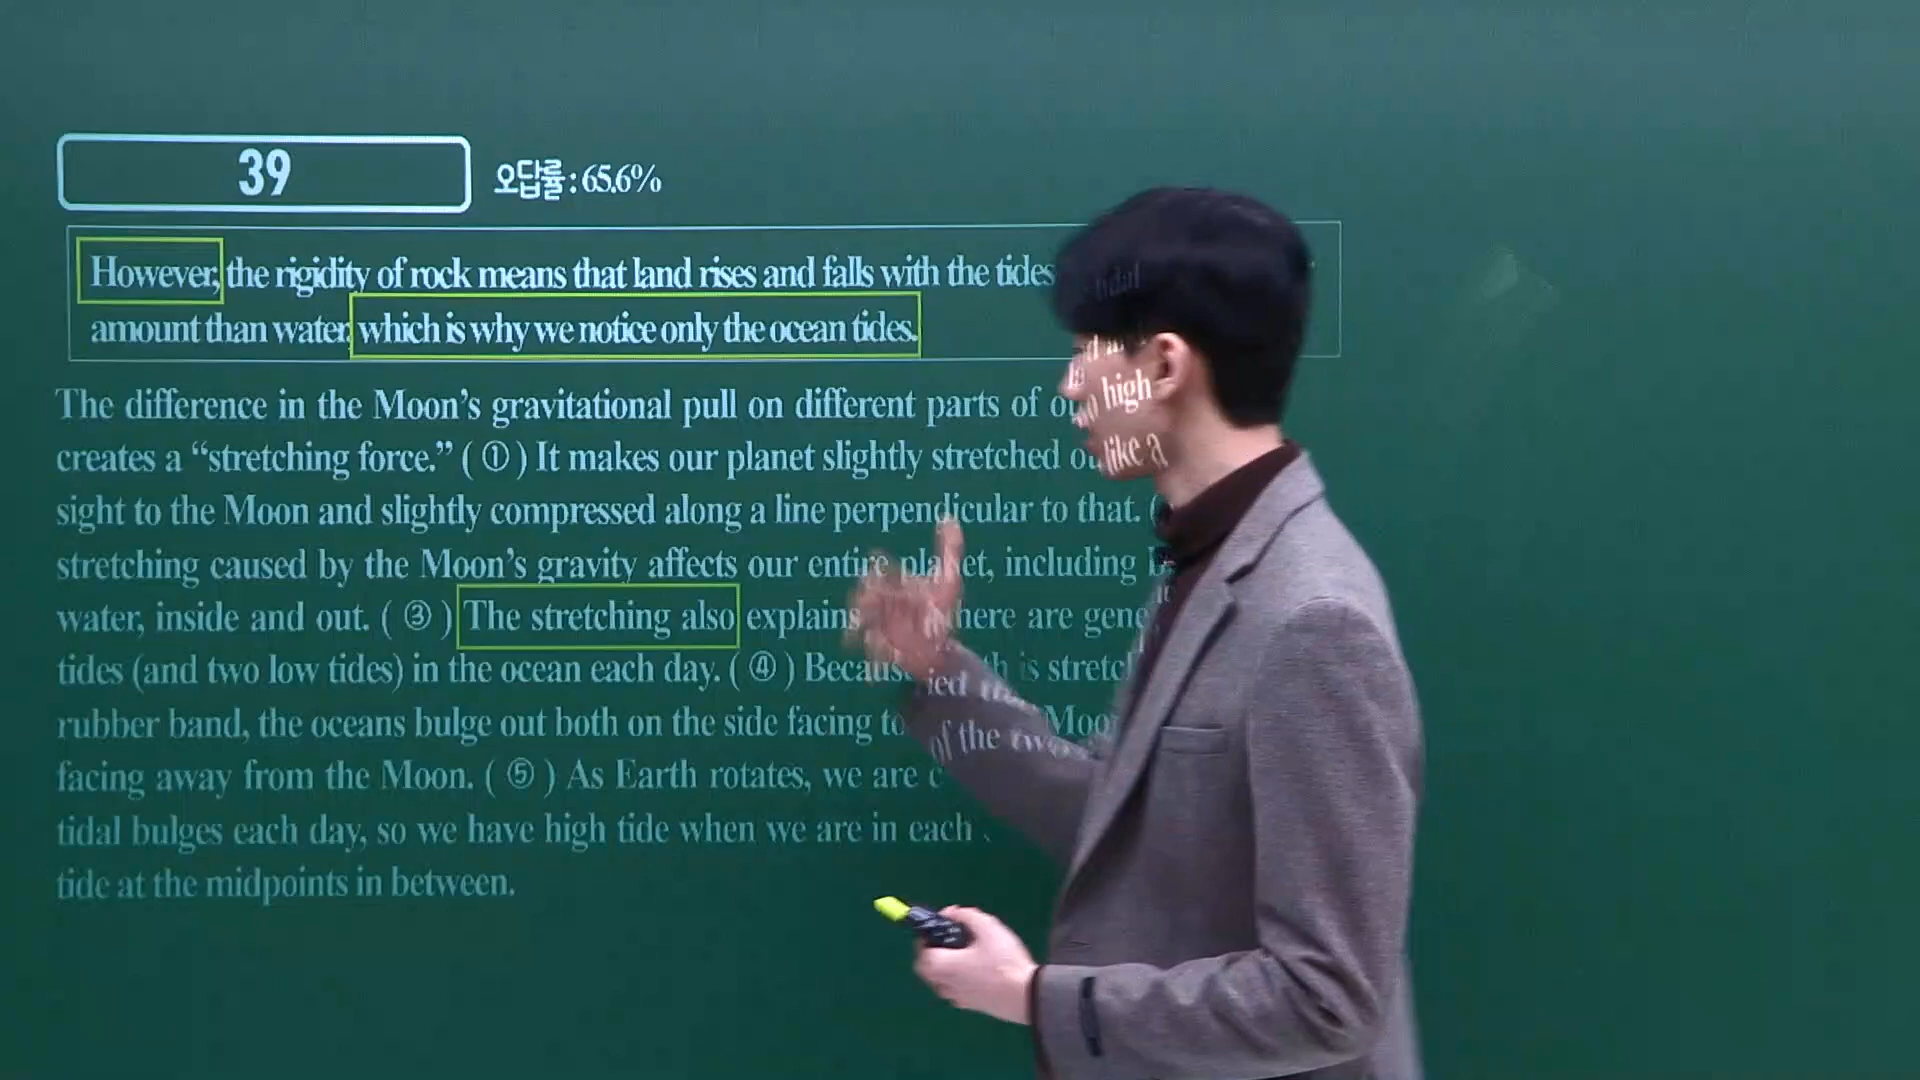 39
오답률 : 65.6%
However, the rigidity of rock means that land rises and falls with the tides
amount than water, which is why we notice only the ocean tides.
The difference in the Moon's gravitational pull on different parts of
creates a “stretching force.” ( ① ) It makes our planet slightly stretched
sight to the Moon and slightly compressed along a line perpendicular to that. (
stretching caused by the Moon's gravity affects our entire planet, including
water, inside and out. ( ③ ) The stretching also explains there are
tides (and two low tides) in the ocean each day. ( ④ ) is
rubber band, the oceans bulge out both on the side facing
facing away from the Moon. ( ⑤ ) As Earth rotates, we are
of the
tidal bulges each day, so we have high tide when we are in each
tide at the midpoints in between.
high
like a